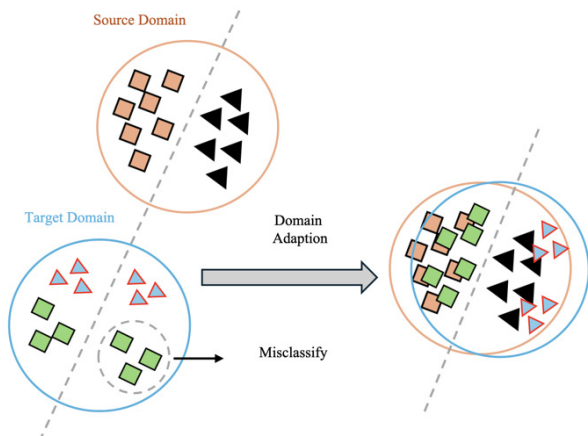 Source Domain
Target Domain
Domain
Adaption
Misclassify